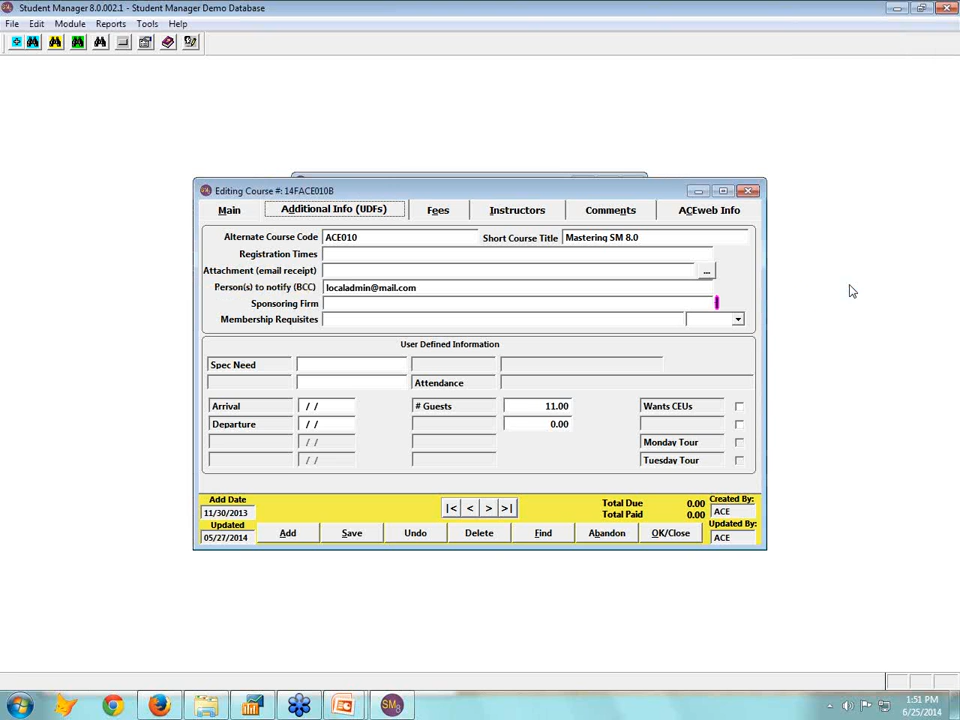 Student Manager 8.0.002.1 - Student Manager Demo Database
File Edit Module Reports Tools Help
Editing Course #: 14FACE010B
Main Additional Info (UDFs) Fees Instructors Comments ACEweb Info
Alternate Course Code ACE010 Short Course Title Mastering SM 8.0
Registration Times
Attachment (email receipt) ...
Person(s) to notify (BCC) localadmin@mail.com
Sponsoring Firm
Membership Requisites
User Defined Information
Spec Need
Attendance
Arrival / / # Guests 11.00 Wants CEUs
Departure / / 0.00
/ / Monday Tour
/ / Tuesday Tour
Add Date |< < > >| Total Due 0.00 Created By:
11/30/2013 Total Paid 0.00 ACE
Updated Updated By:
05/27/2014 Add Save Undo Delete Find Abandon OK/Close ACE
SM8
1:51 PM
6/25/2014